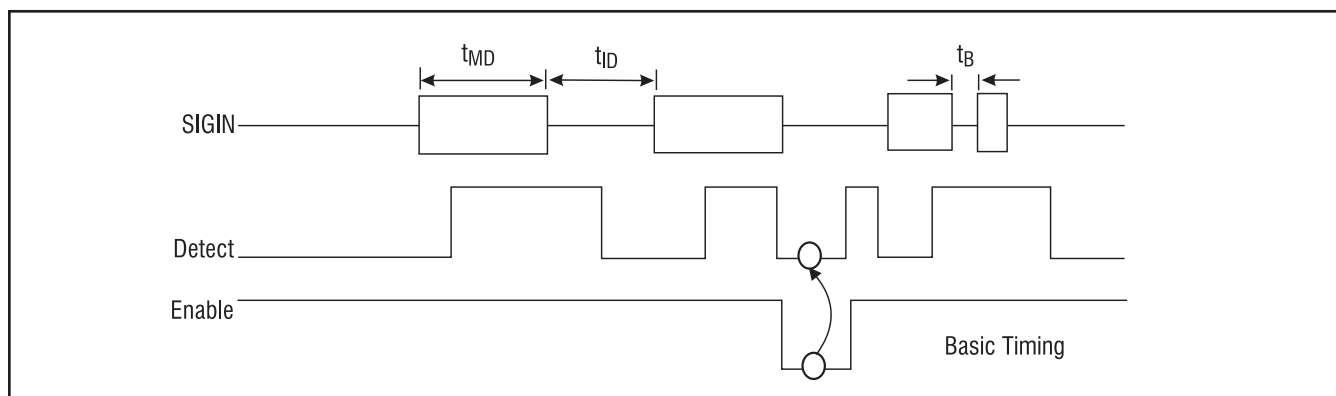 tMD
tID
tB
SIGIN
Detect
Enable
Basic Timing